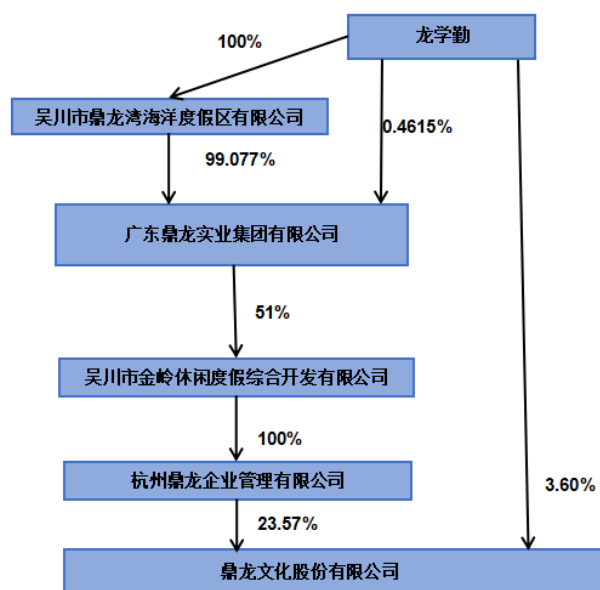 龙学勤
100%
吴川市鼎龙湾海洋度假区有限公司
0.4615%
99.077%
广东鼎龙实业集团有限公司
51%
吴川市金岭休闲度假综合开发有限公司
100%
杭州鼎龙企业管理有限公司
3.60%
23.57%
鼎龙文化股份有限公司